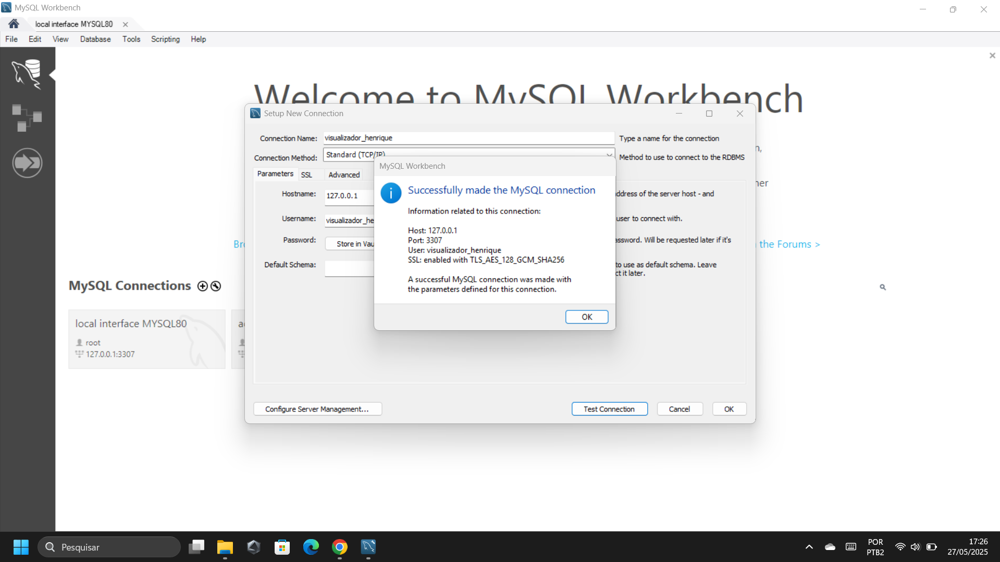 MySQL Workbench
local interface MYSQL80
File Edit View Database Tools Scripting Help
Welcome to MySQL Workbench
Setup New Connection
Connection Name: visualizador_henrique Type a name for the connection
Connection Method: Standard (TCP/IP) Method to use to connect to the RDBMS
Parameters SSL Advanced
MySQL Workbench
Successfully made the MySQL connection
Information related to this connection:
Host: 127.0.0.1
Port: 3307
User: visualizador_henrique
SSL: enabled with TLS_AES_128_GCM_SHA256
A successful MySQL connection was made with
the parameters defined for this connection.
OK
Hostname: 127.0.0.1 address of the server host - and
Username: visualizador_he user to connect with.
Password: Store in Vau assword. Will be requested later if it's
Default Schema: to use as default schema. Leave
ct it later.
Configure Server Management... Test Connection Cancel OK
n,
her
Bro
the Forums >
MySQL Connections
local interface MYSQL80
root
127.0.0.1:3307
Pesquisar
POR
PTB2
17:26
27/05/2025